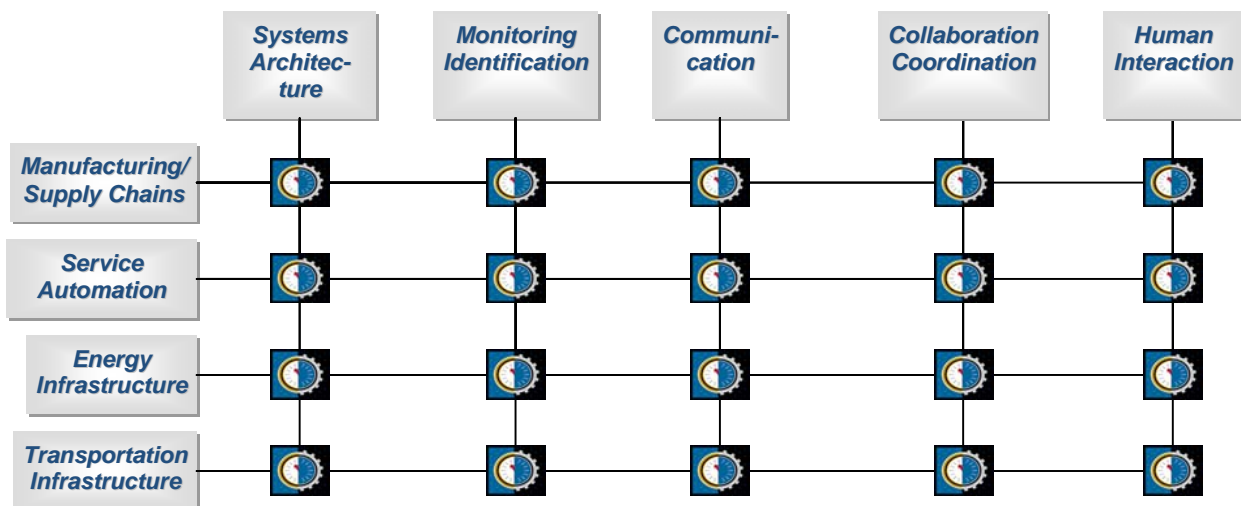 Systems
Architec-
ture
Monitoring
Identification
Communi-
cation
Collaboration
Coordination
Human
Interaction
Manufacturing/
Supply Chains
Service
Automation
Energy
Infrastructure
Transportation
Infrastructure